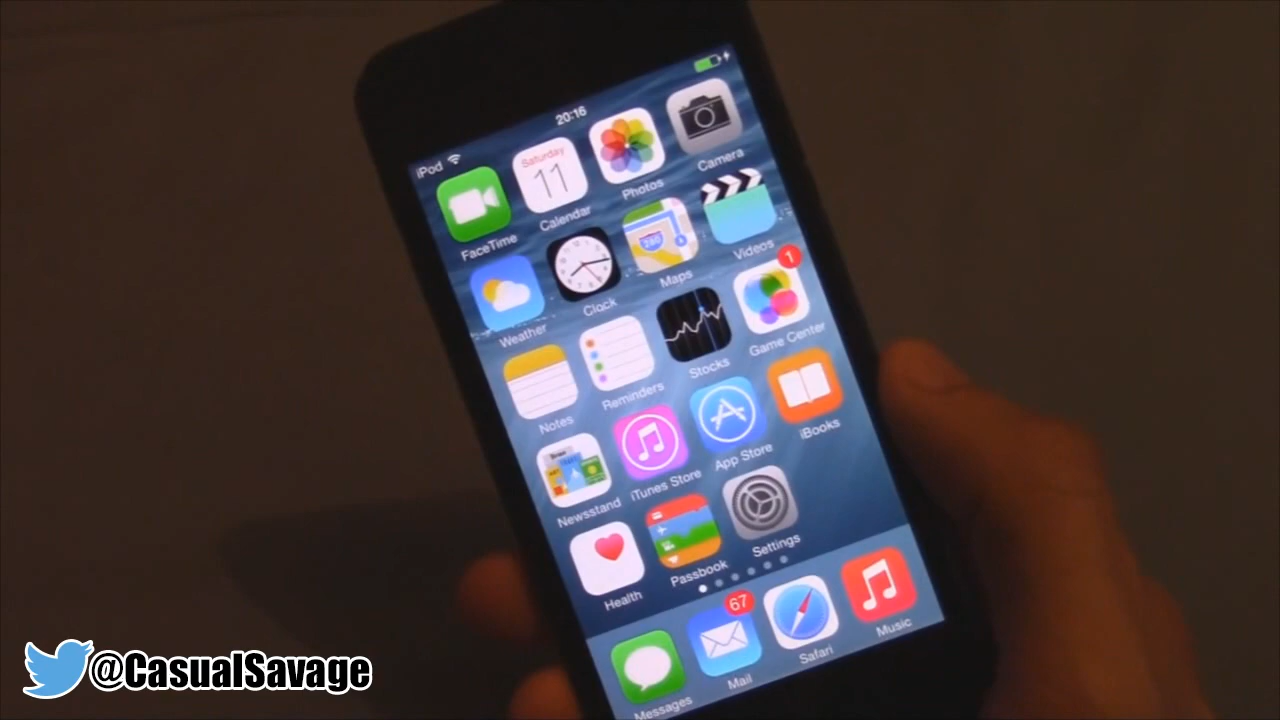 iPod 20:16
FaceTime
Saturday
11
Calendar
Photos
Camera
Weather
Clock
280
Maps
Videos
Notes
Reminders
Stocks
1
Game Center
Newsstand
iTunes Store
App Store
iBooks
Health
Passbook
Settings
Messages
67
Mail
Safari
Music
@CasualSavage